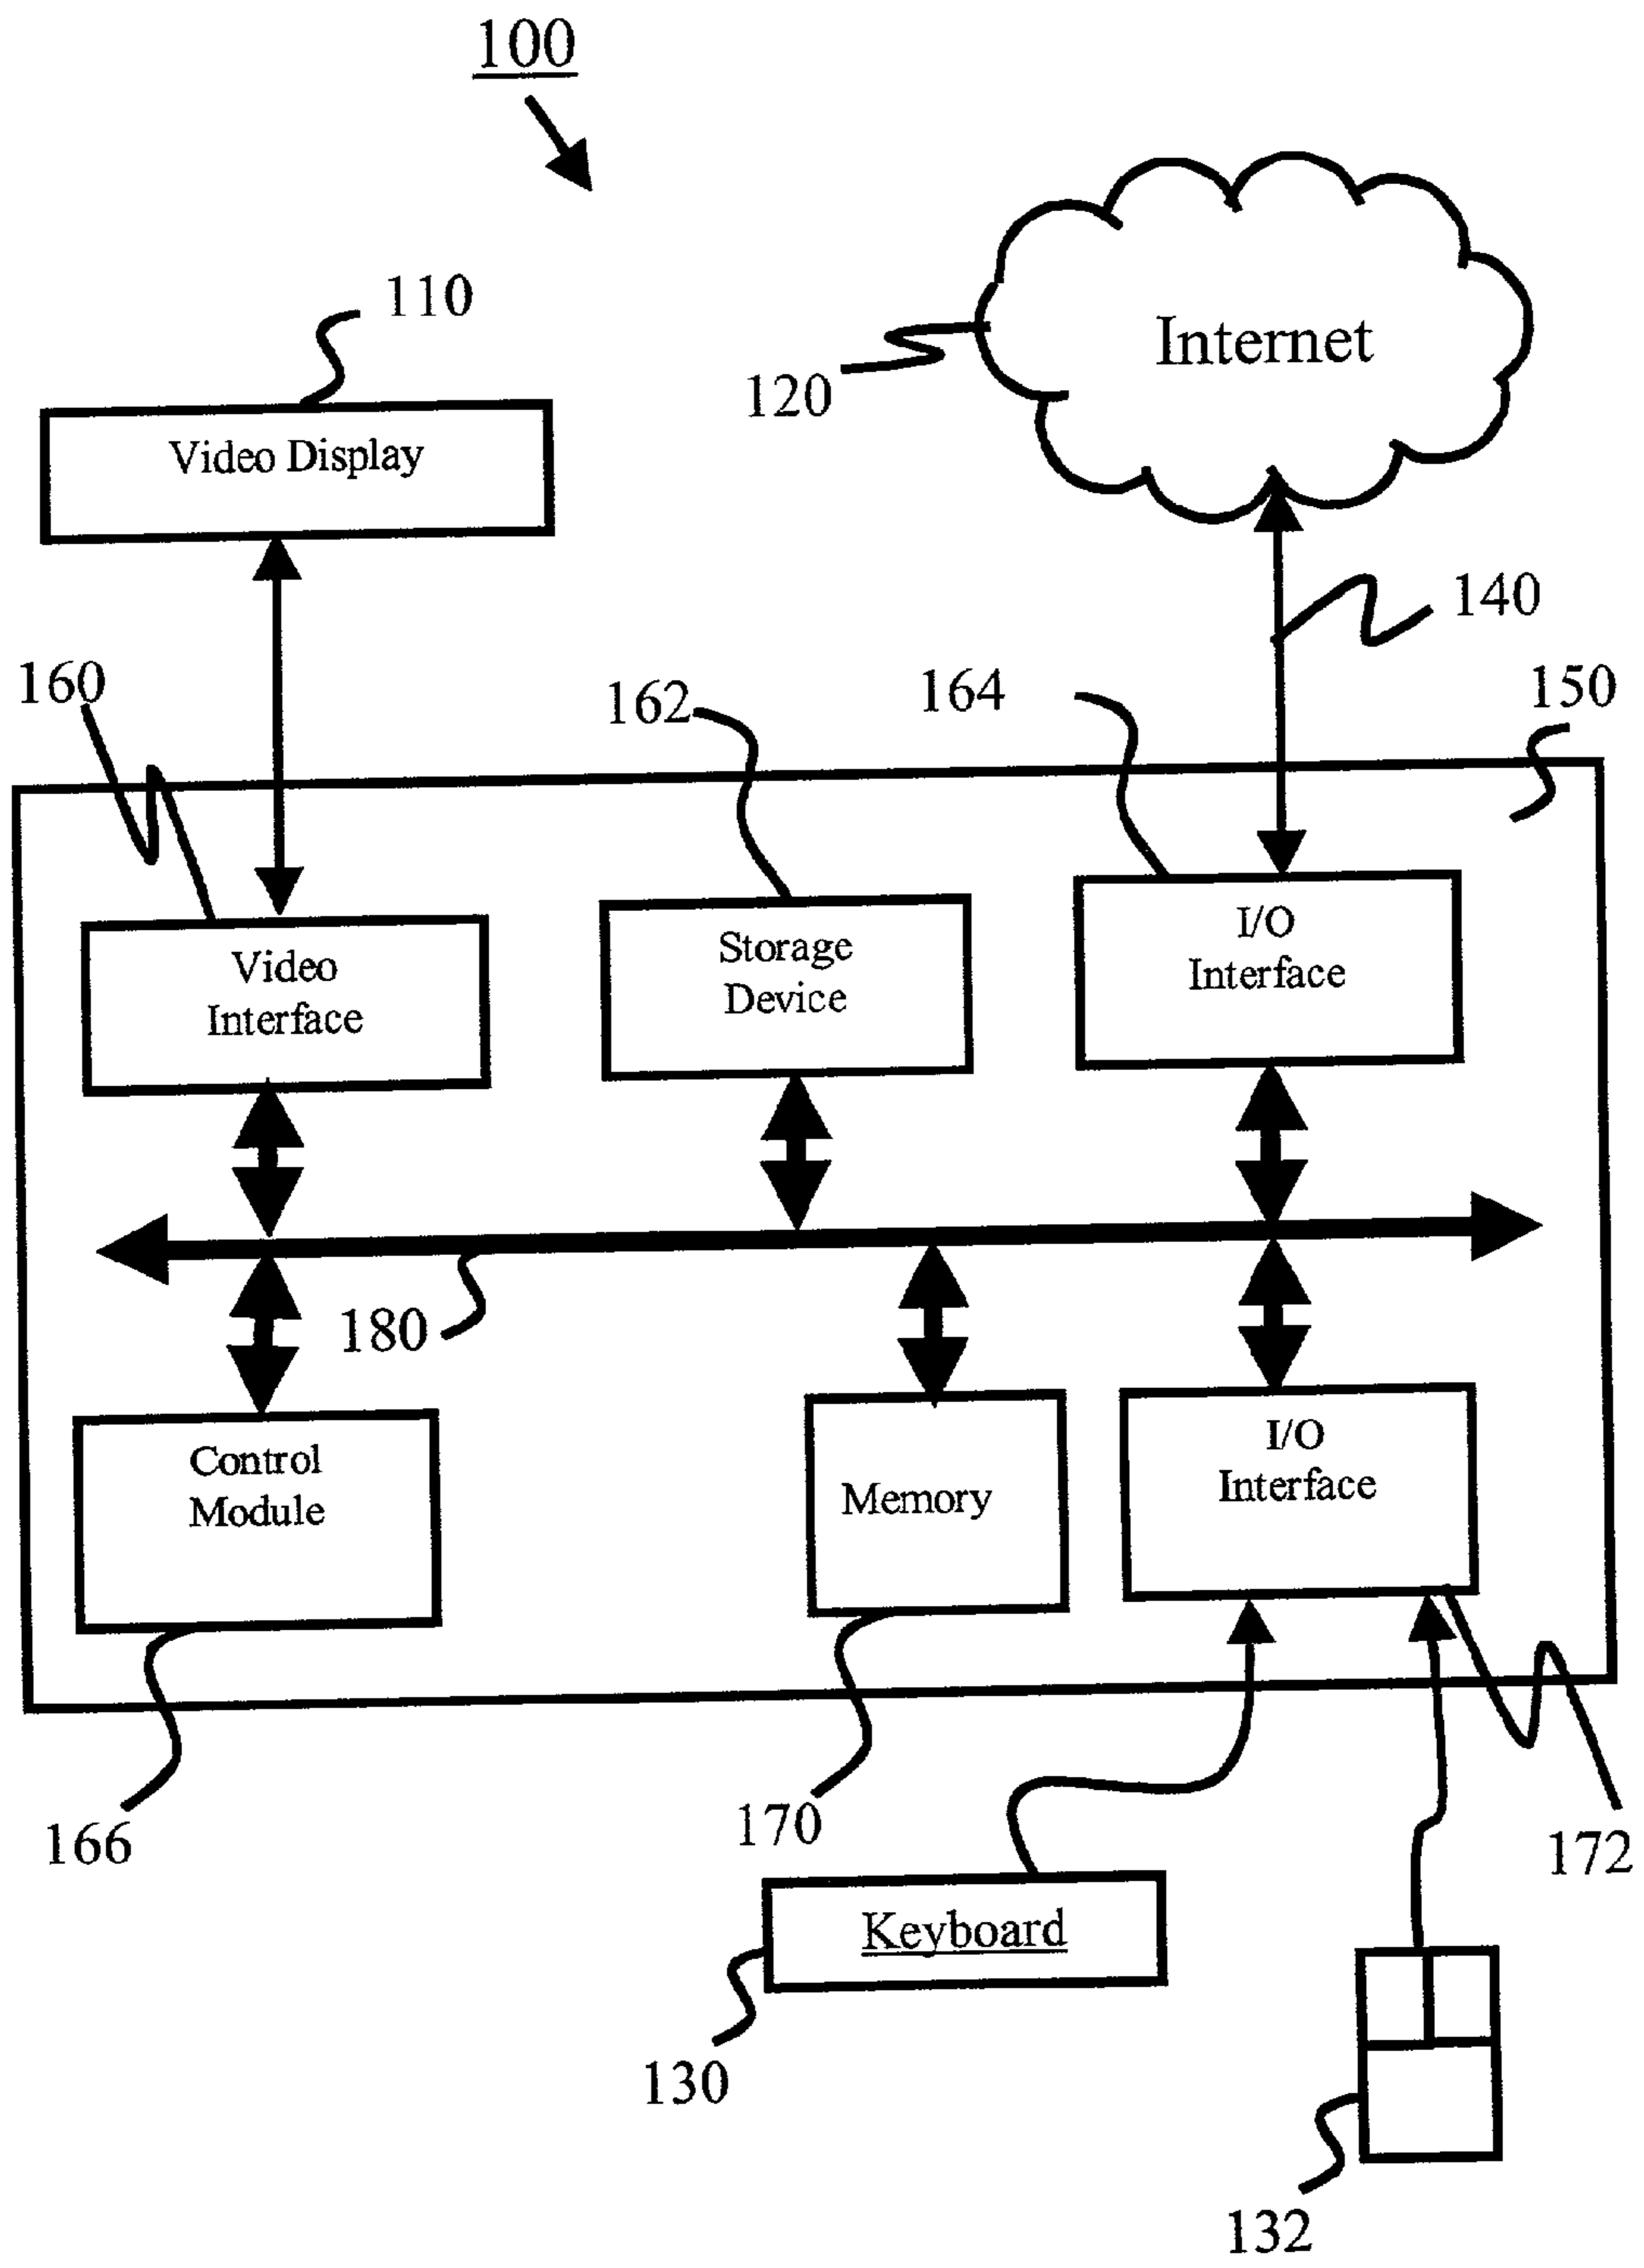 100
110
Internet
120
Video Display
140
160
162
164
150
Video
Interface
Storage
Device
I/O
Interface
180
Control
Module
Memory
I/O
Interface
166
170
172
Keyboard
130
132